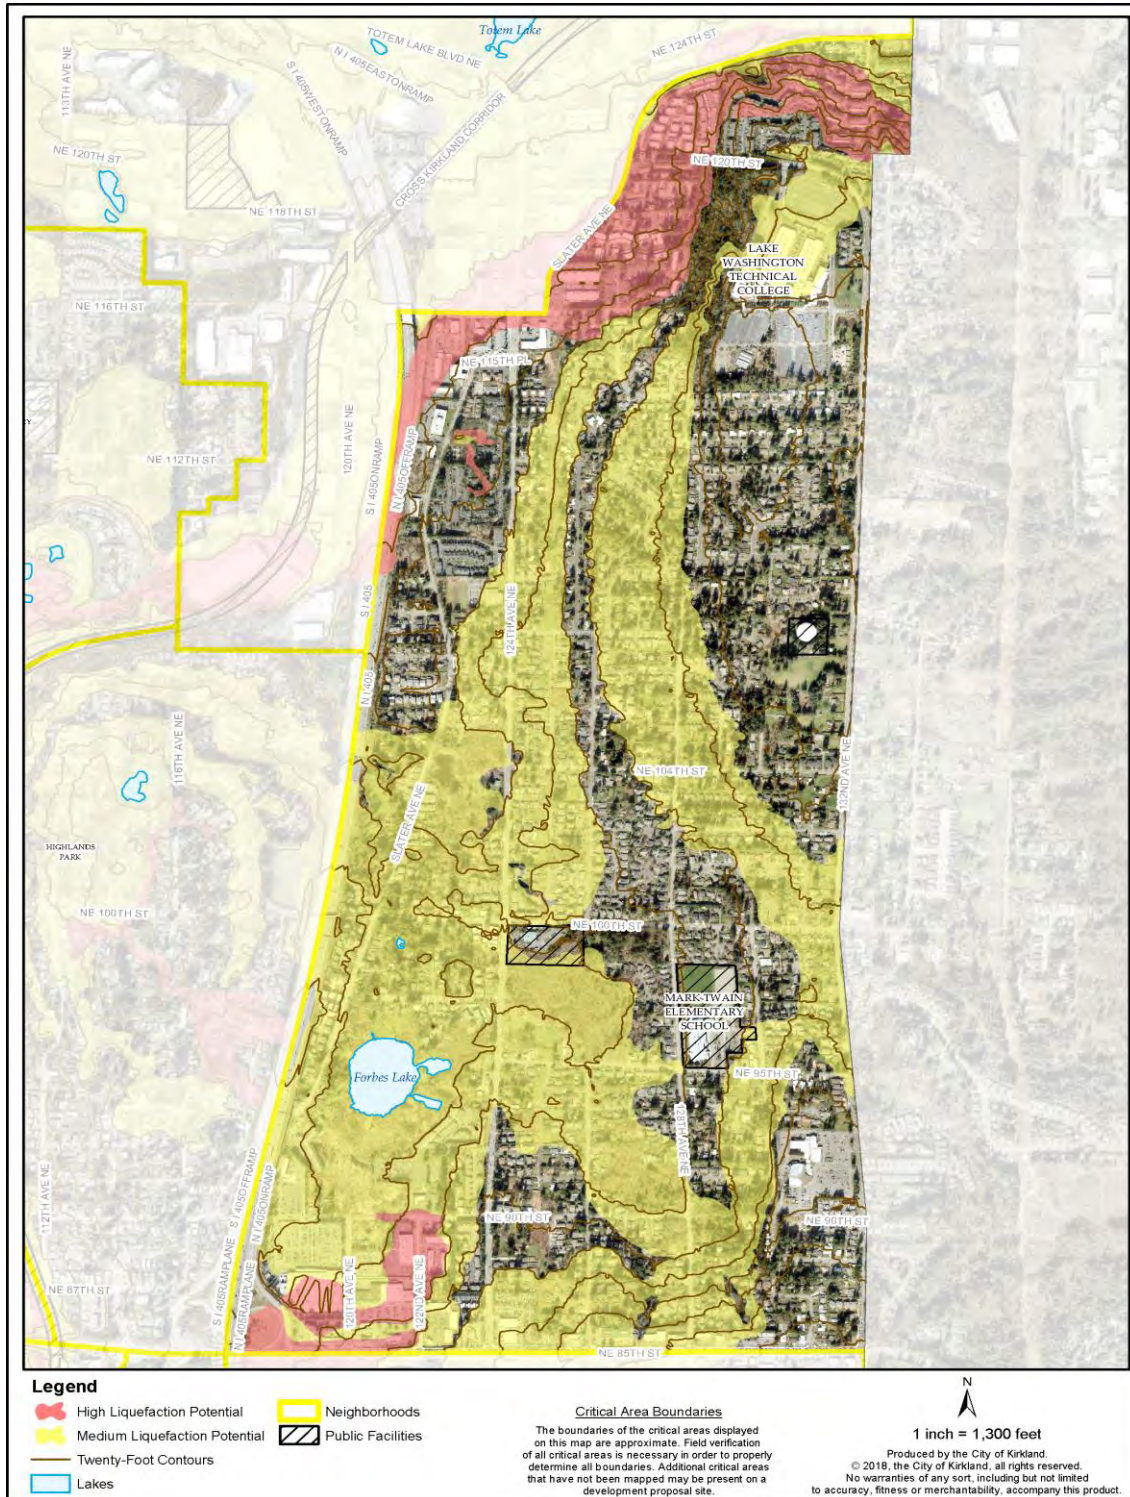 Totem Lake
TOTEM LAKE BLVD NE
NE 124TH ST
N I 405EASTONRAMP
S I 405WESTONRAMP
113TH AVE NE
CROSS KIRKLAND CORRIDOR
NE 120TH ST
NE 120TH ST
NE 118TH ST
SLATER AVE NE
LAKE
WASHINGTON
TECHNICAL
COLLEGE
NE 116TH ST
NE 115TH PL
120TH AVE NE
S I 405ONRAMP
N I 405OFFRAMP
NE 112TH ST
S I 405
124TH AVE NE
N I 405
116TH AVE NE
NE 104TH ST
132ND AVE NE
SLATER AVE NE
HIGHLANDS
PARK
NE 100TH ST
NE 100TH ST
MARK-TWAIN
ELEMENTARY
SCHOOL
Forbes Lake
NE 95TH ST
128TH AVE NE
112TH AVE NE
S I 405OFFRAMP
N I 405ONRAMP
NE 90TH ST
NE 90TH ST
S I 405RAMPLANE
N I 405RAMPLANE
NE 87TH ST
120TH AVE NE
122ND AVE NE
NE 85TH ST
Legend
High Liquefaction Potential
Medium Liquefaction Potential
Twenty-Foot Contours
Lakes
Neighborhoods
Public Facilities
Critical Area Boundaries
The boundaries of the critical areas displayed
on this map are approximate. Field verification
of all critical areas is necessary in order to properly
determine all boundaries. Additional critical areas
that have not been mapped may be present on a
development proposal site.
N
1 inch = 1,300 feet
Produced by the City of Kirkland.
© 2018, the City of Kirkland, all rights reserved.
No warranties of any sort, including but not limited
to accuracy, fitness or merchantability, accompany this product.